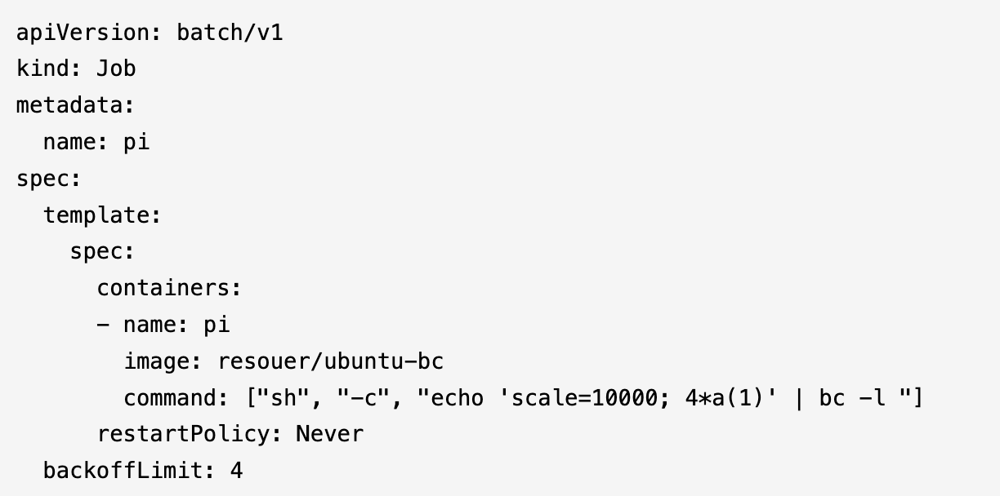 apiVersion: batch/v1
kind: Job
metadata:
  name: pi
spec:
  template:
    spec:
      containers:
      - name: pi
        image: resouer/ubuntu-bc
        command: ["sh", "-c", "echo 'scale=10000; 4*a(1)' | bc -l "]
      restartPolicy: Never
  backoffLimit: 4